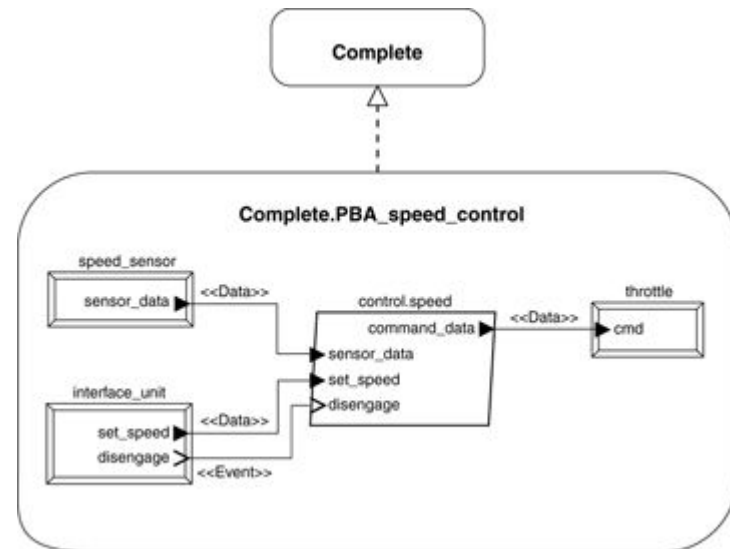 Complete
Complete.PBA_speed_control
speed_sensor
sensor_data
<<Data>>
control.speed
command_data
sensor_data
set_speed
disengage
<<Data>>
throttle
cmd
interface_unit
set_speed
disengage
<<Data>>
<<Event>>